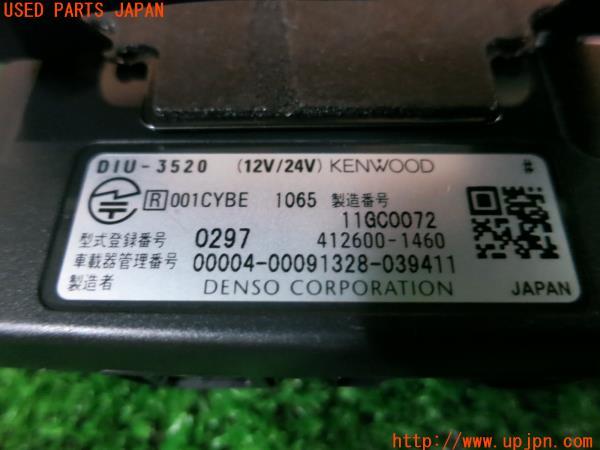 USED PARTS JAPAN
DIU-3520 (12V/24V) KENWOOD
R 001CYBE 1065 製造番号
11GC0072
型式登録番号 0297 412600-1460
車載器管理番号 00004-00091328-039411
製造者 DENSO CORPORATION JAPAN
http://www.upjpn.com/